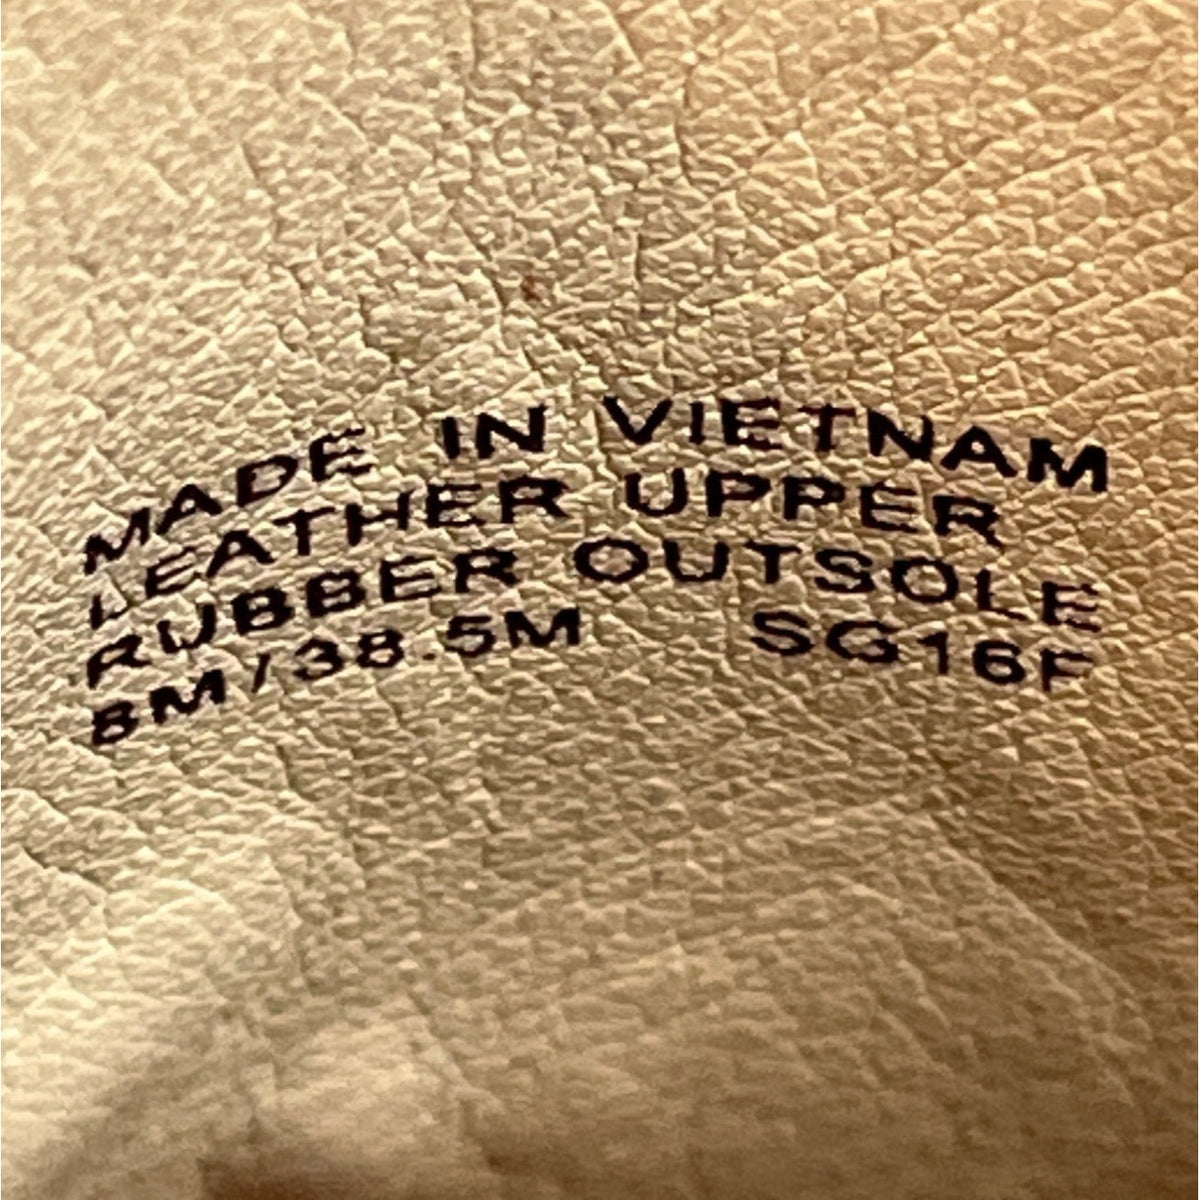 MADE IN VIETNAM
LEATHER UPPER
RUBBER OUTSOLE
8M/38.5M SG16F